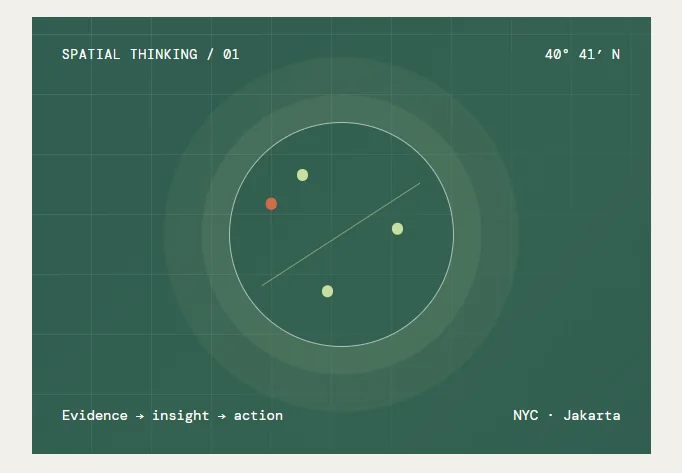 SPATIAL THINKING / 01
40° 41′ N
Evidence → insight → action
NYC · Jakarta